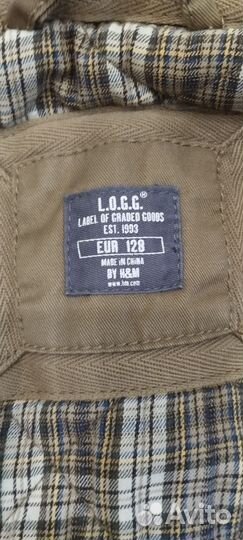 L.O.G.G.®
LABEL OF GRADED GOODS
EST. 1993
EUR 128
MADE IN CHINA
BY H&M
www.hm.com
Avito